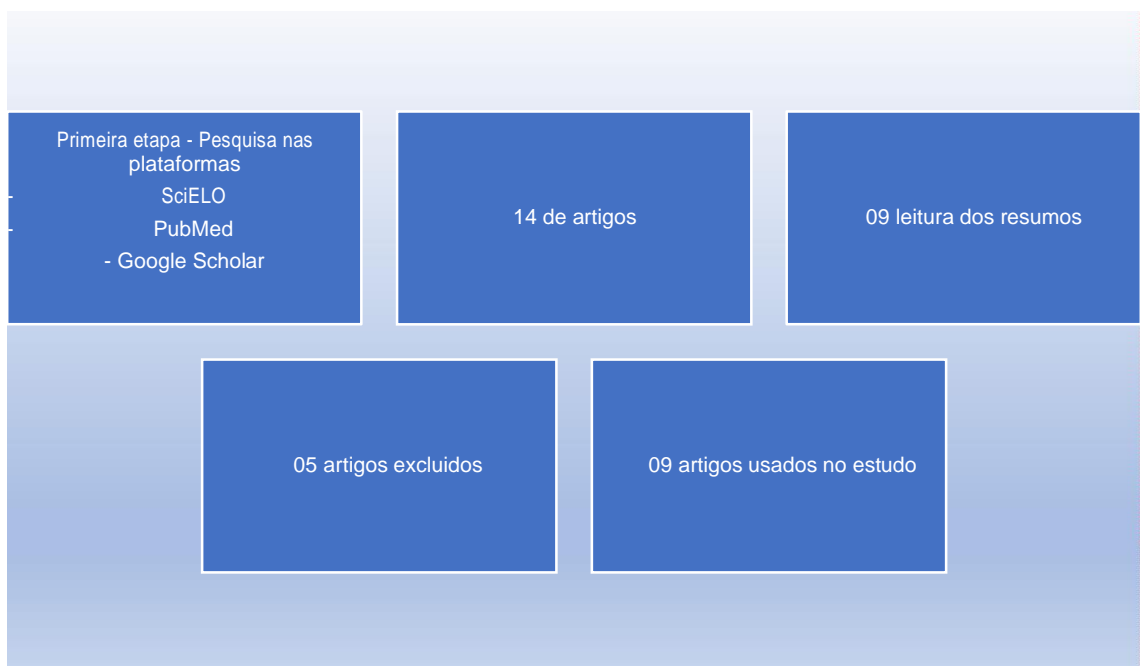 Primeira etapa - Pesquisa nas
plataformas
- SciELO
- PubMed
- Google Scholar
14 de artigos
09 leitura dos resumos
05 artigos excluidos
09 artigos usados no estudo